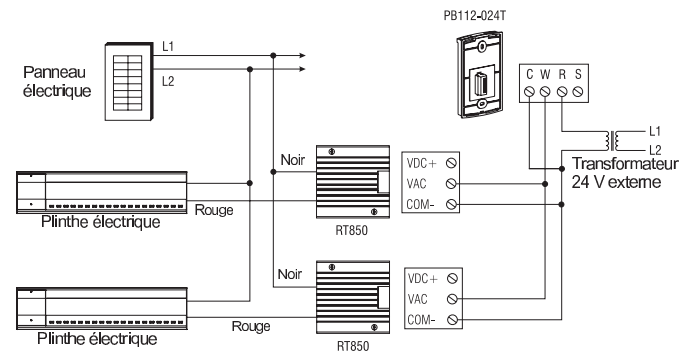 PB112-024T
L1
L2
Panneau
électrique
C W R S
L1
L2
Transformateur
24 V externe
Noir
VDC+
VAC
COM-
Rouge
Plinthe électrique
RT850
Noir
VDC+
VAC
COM-
Rouge
Plinthe électrique
RT850